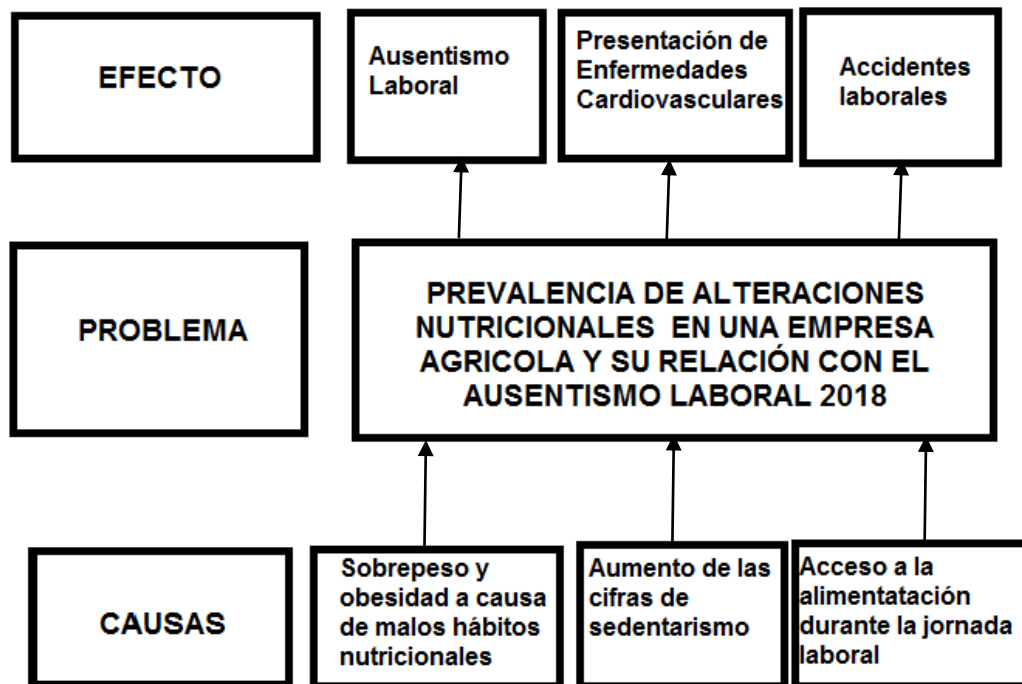 EFECTO
Ausentismo
Laboral
Presentación de
Enfermedades
Cardiovasculares
Accidentes
laborales
PROBLEMA
PREVALENCIA DE ALTERACIONES
NUTRICIONALES EN UNA EMPRESA
AGRICOLA Y SU RELACIÓN CON EL
AUSENTISMO LABORAL 2018
CAUSAS
Sobrepeso y
obesidad a causa
de malos hábitos
nutricionales
Aumento de las
cifras de
sedentarismo
Acceso a la
alimentatación
durante la jornada
laboral